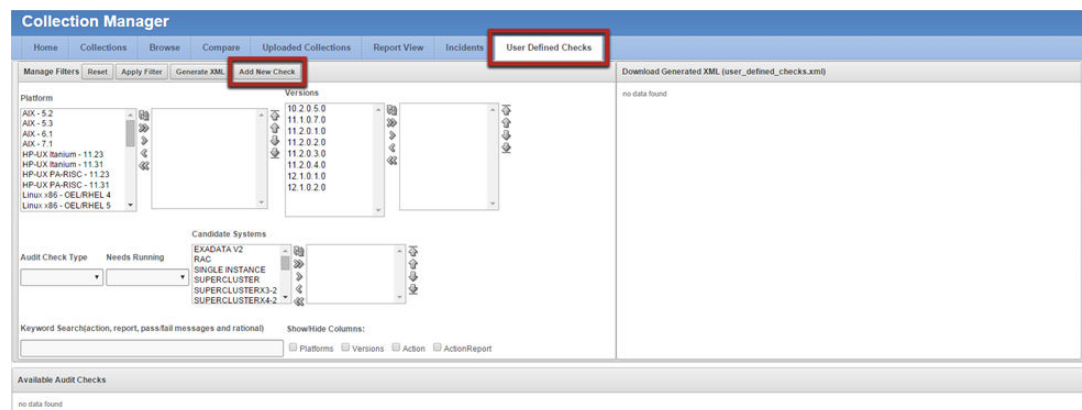 Collection Manager
Home Collections Browse Compare Uploaded Collections Report View Incidents User Defined Checks
Manage Filters Reset Apply Filter Generate XML Add New Check
Download Generated XML (user_defined_checks.xml)
no data found
Platform
AIX - 5.2
AIX - 5.3
AIX - 6.1
AIX - 7.1
HP-UX Itanium - 11.23
HP-UX Itanium - 11.31
HP-UX PA-RISC - 11.23
HP-UX PA-RISC - 11.31
Linux x86 - OEL/RHEL 4
Linux x86 - OEL/RHEL 5
Versions
10.2.0.5.0
11.1.0.7.0
11.2.0.1.0
11.2.0.2.0
11.2.0.3.0
11.2.0.4.0
12.1.0.1.0
12.1.0.2.0
Audit Check Type Needs Running
Candidate Systems
EXADATA V2
RAC
SINGLE INSTANCE
SUPERCLUSTER
SUPERCLUSTERX3-2
SUPERCLUSTERX4-2
Keyword Search(action, report, pass/fail messages and rational)
Show/Hide Columns:
Platforms Versions Action ActionReport
Available Audit Checks
no data found